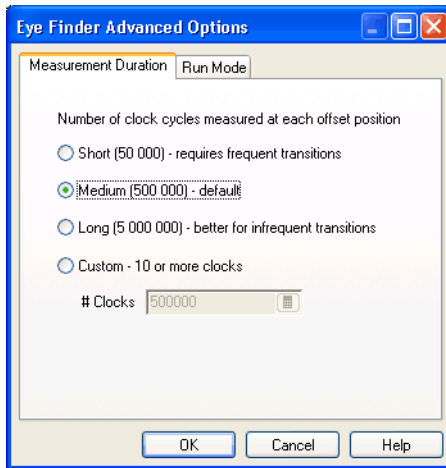 Eye Finder Advanced Options
Measurement Duration
Run Mode
Number of clock cycles measured at each offset position
Short (50 000) - requires frequent transitions
Medium (500 000) - default
Long (5 000 000) - better for infrequent transitions
Custom - 10 or more clocks
# Clocks
500000
OK
Cancel
Help